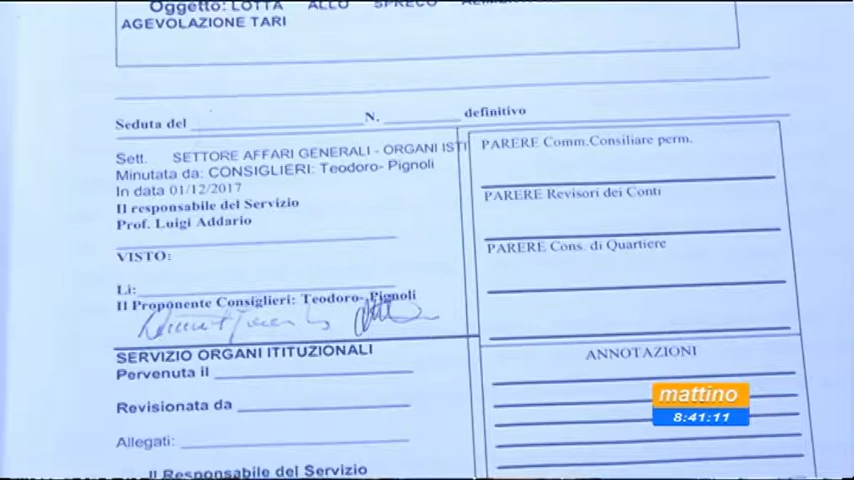 Oggetto: LOTTA ALLO SPRECO
AGEVOLAZIONE TARI
Seduta del N. definitivo
Sett. SETTORE AFFARI GENERALI - ORGANI ISTI
Minutata da: CONSIGLIERI: Teodoro- Pignoli
In data 01/12/2017
Il responsabile del Servizio
Prof. Luigi Addario
VISTO:
Lì:
Il Proponente Consiglieri: Teodoro- Pignoli
SERVIZIO ORGANI ITITUZIONALI
Pervenuta il
Revisionata da
Allegati:
Il Responsabile del Servizio
PARERE Comm.Consiliare perm.
PARERE Revisori dei Conti
PARERE Cons. di Quartiere
ANNOTAZIONI
mattino
8:41:11